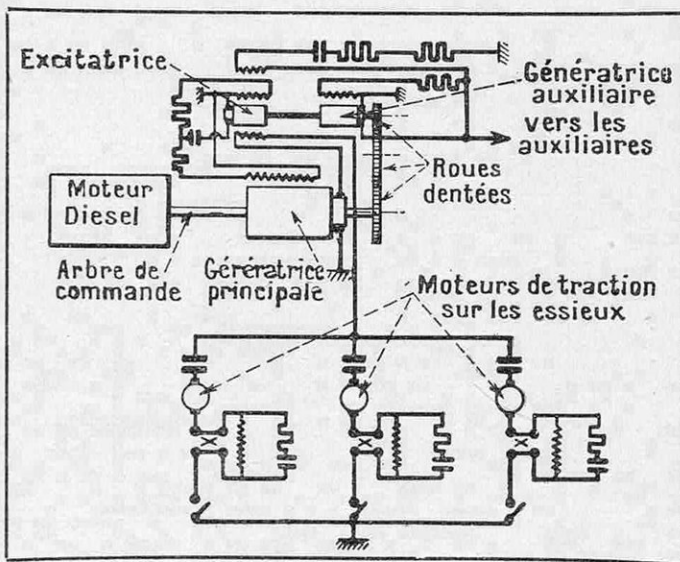 Excitatrice
Génératrice
auxiliaire
vers les
auxiliaires
Roues
dentées
Moteur
Diesel
Arbre de
commande
Gérératrice
principale
Moteurs de traction
sur les essieux